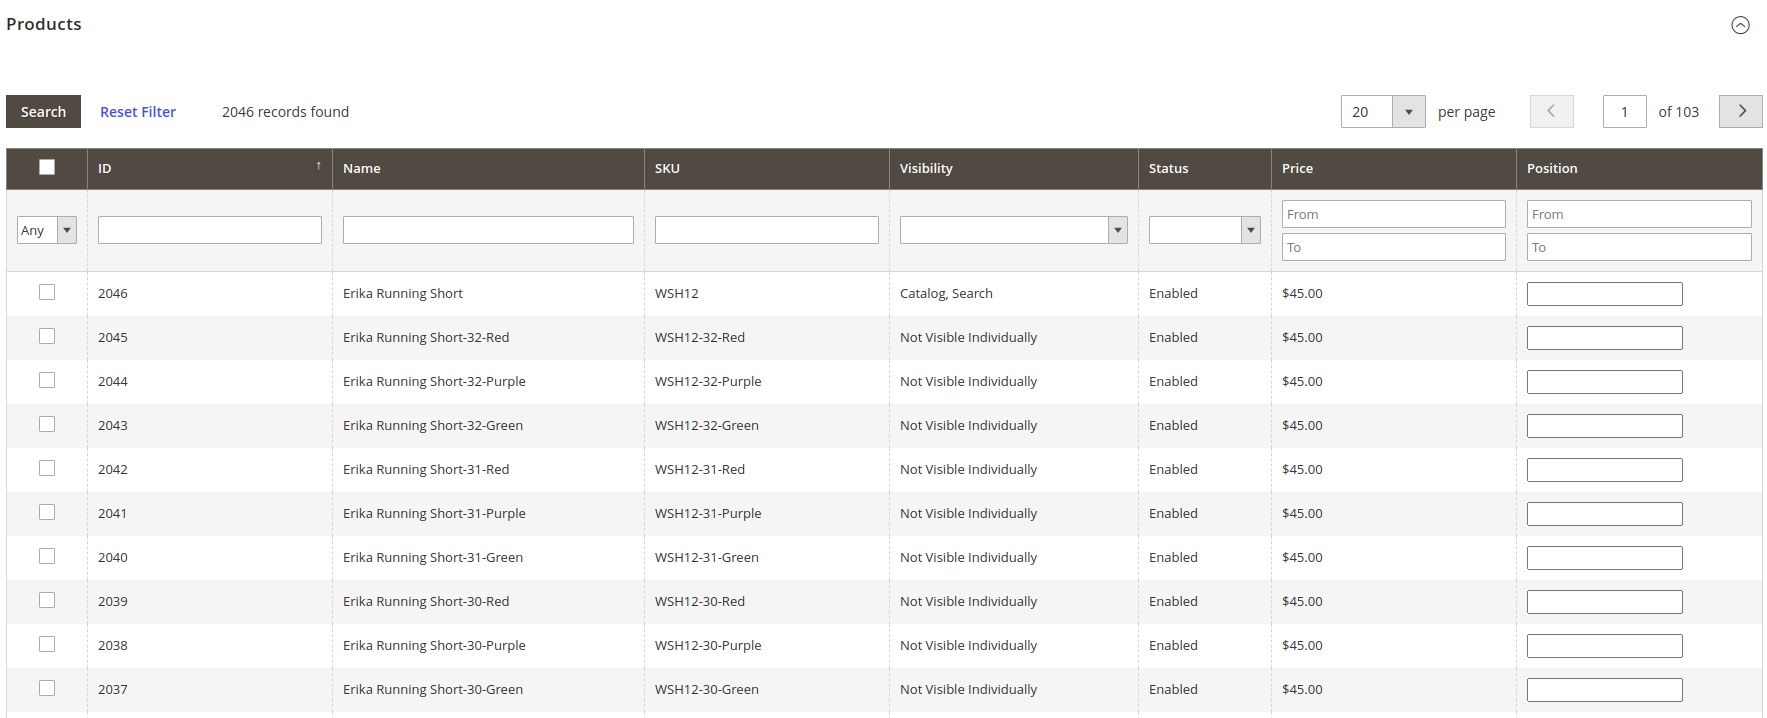 Products
Search Reset Filter 2046 records found 20 per page 1 of 103
ID ↑ Name SKU Visibility Status Price Position
Any From From
To To
2046 Erika Running Short WSH12 Catalog, Search Enabled $45.00
2045 Erika Running Short-32-Red WSH12-32-Red Not Visible Individually Enabled $45.00
2044 Erika Running Short-32-Purple WSH12-32-Purple Not Visible Individually Enabled $45.00
2043 Erika Running Short-32-Green WSH12-32-Green Not Visible Individually Enabled $45.00
2042 Erika Running Short-31-Red WSH12-31-Red Not Visible Individually Enabled $45.00
2041 Erika Running Short-31-Purple WSH12-31-Purple Not Visible Individually Enabled $45.00
2040 Erika Running Short-31-Green WSH12-31-Green Not Visible Individually Enabled $45.00
2039 Erika Running Short-30-Red WSH12-30-Red Not Visible Individually Enabled $45.00
2038 Erika Running Short-30-Purple WSH12-30-Purple Not Visible Individually Enabled $45.00
2037 Erika Running Short-30-Green WSH12-30-Green Not Visible Individually Enabled $45.00